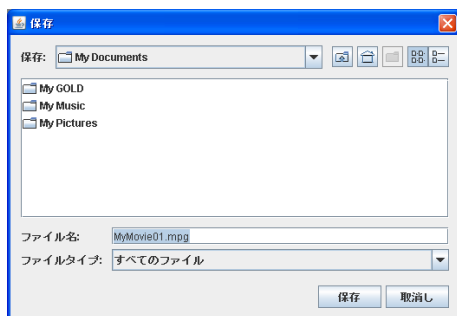 保存
保存: My Documents
My GOLD
My Music
My Pictures
ファイル名: MyMovie01.mpg
ファイルタイプ: すべてのファイル
保存 取消し